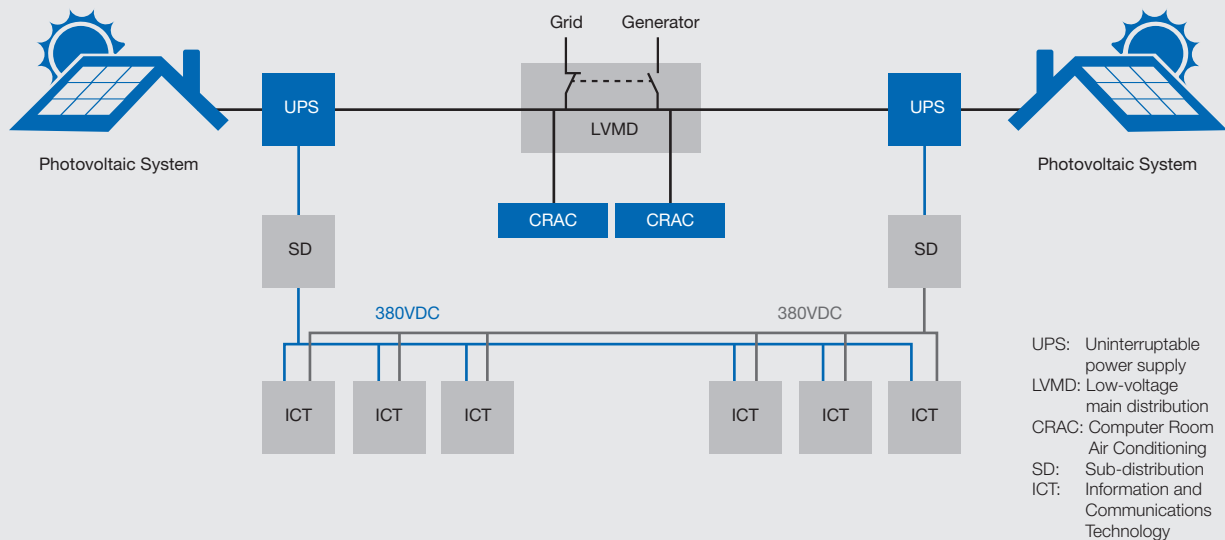 Grid Generator
UPS LVMD UPS
Photovoltaic System Photovoltaic System
CRAC CRAC
SD SD
380VDC 380VDC
ICT ICT ICT ICT ICT ICT
UPS: Uninterruptable
power supply
LVMD: Low-voltage
main distribution
CRAC: Computer Room
Air Conditioning
SD: Sub-distribution
ICT: Information and
Communications
Technology